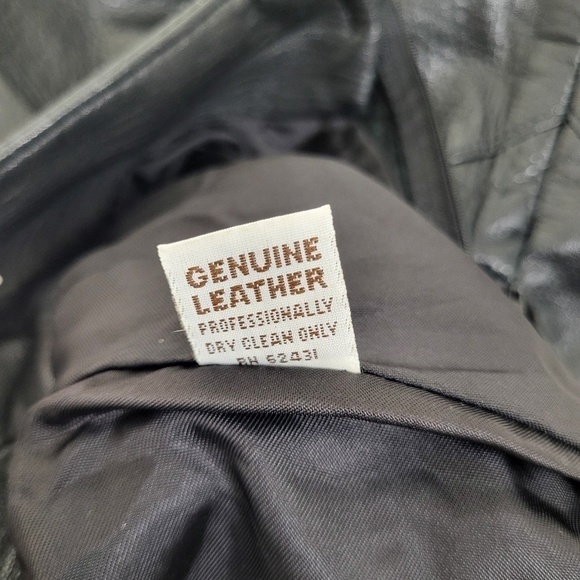 GENUINE
LEATHER
PROFESSIONALLY
DRY CLEAN ONLY
RN 62431